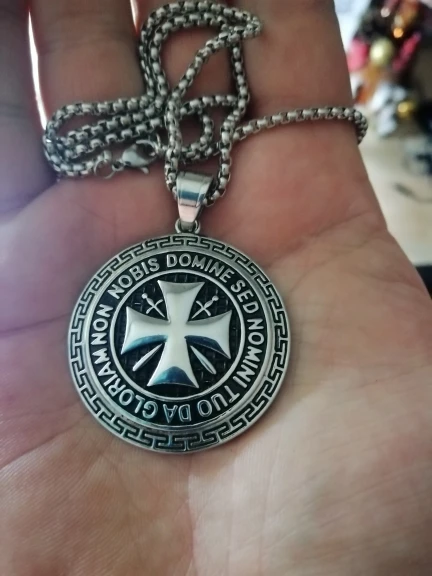 NON NOBIS DOMINE SED NOMINI TUO DA GLORIAM